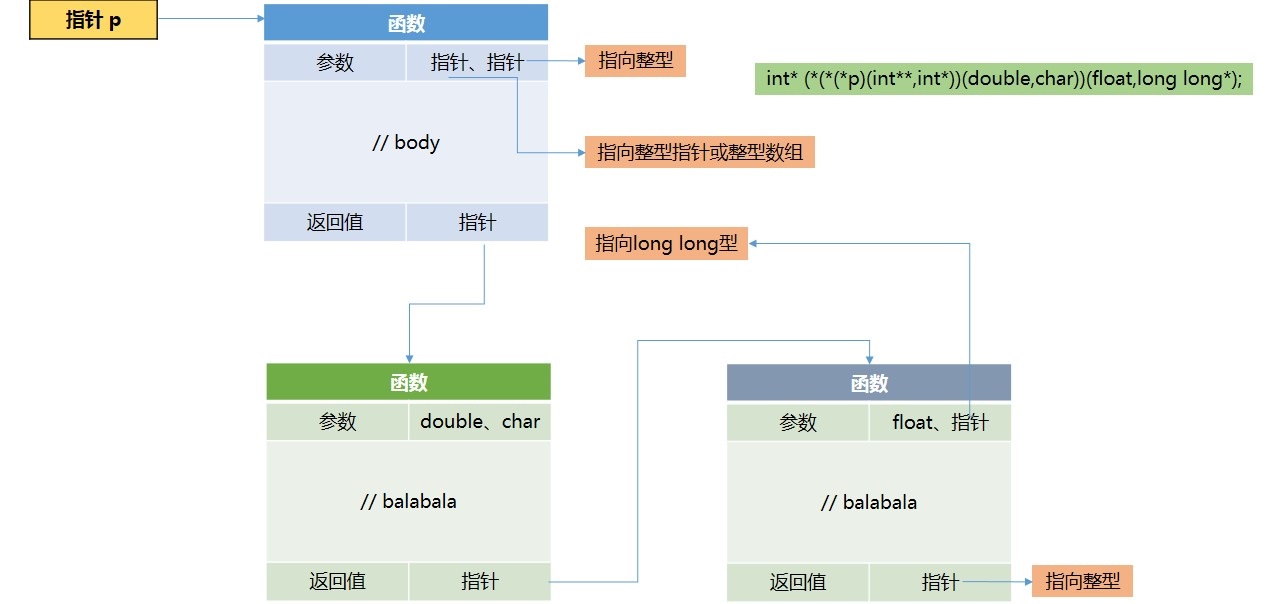 指针 p
函数
参数 指针、指针
指向整型
int* (*(*(*p)(int**,int*))(double,char))(float,long long*);
// body
指向整型指针或整型数组
返回值 指针
指向long long型
函数
参数 double、char
// balabala
返回值 指针
函数
参数 float、指针
// balabala
返回值 指针
指向整型